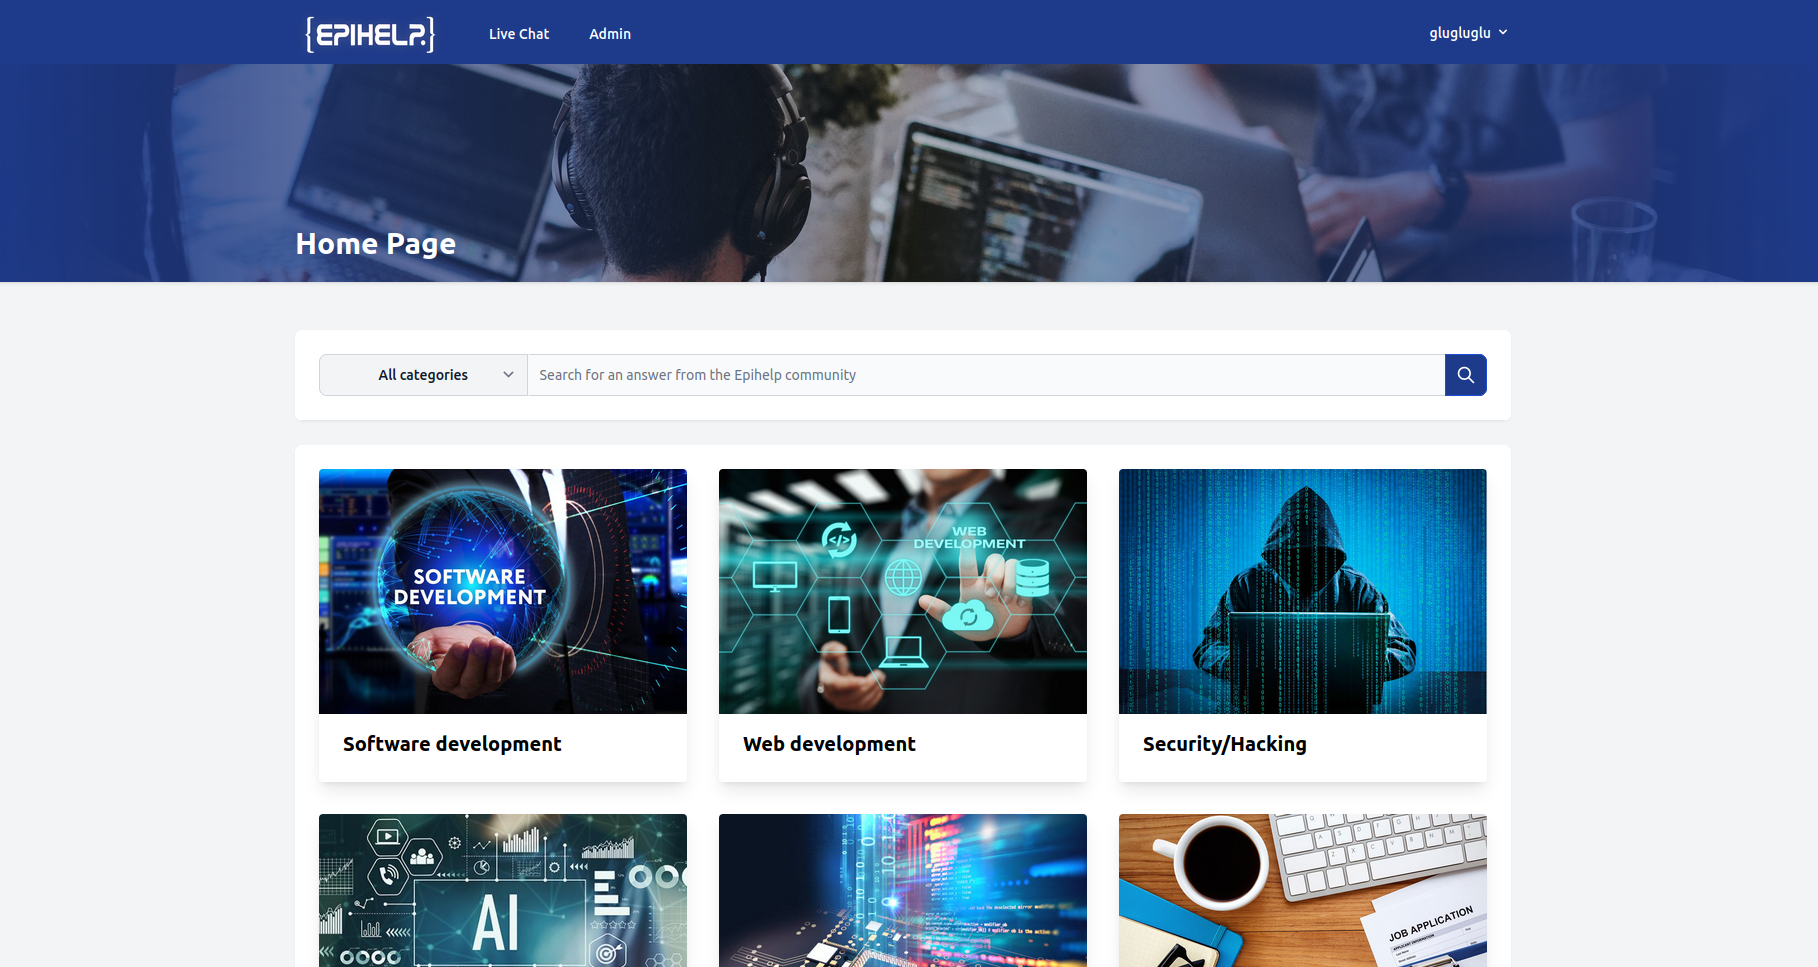 {EPIHELP.}
Live Chat
Admin
glugluglu
Home Page
All categories
Search for an answer from the Epihelp community
SOFTWARE
DEVELOPMENT
WEB
DEVELOPMENT
</>
Software development
Web development
Security/Hacking
AI
JOB APPLICATION